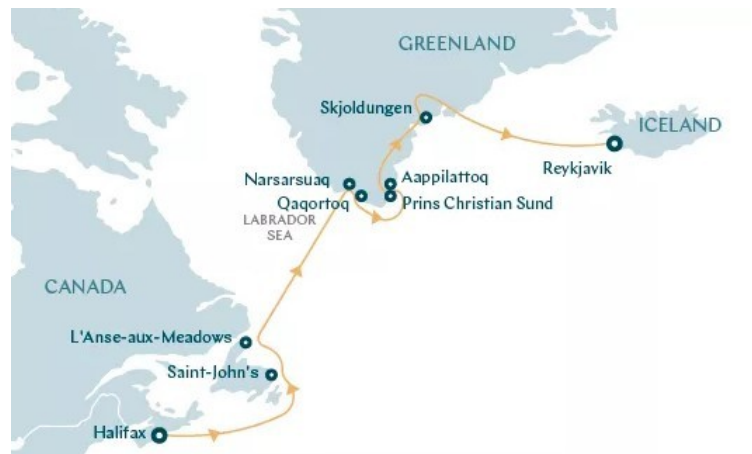 GREENLAND
Skjoldungen
ICELAND
Reykjavik
Narsarsuaq
Aappilattoq
Qaqortoq
Prins Christian Sund
LABRADOR
SEA
CANADA
L'Anse-aux-Meadows
Saint-John's
Halifax